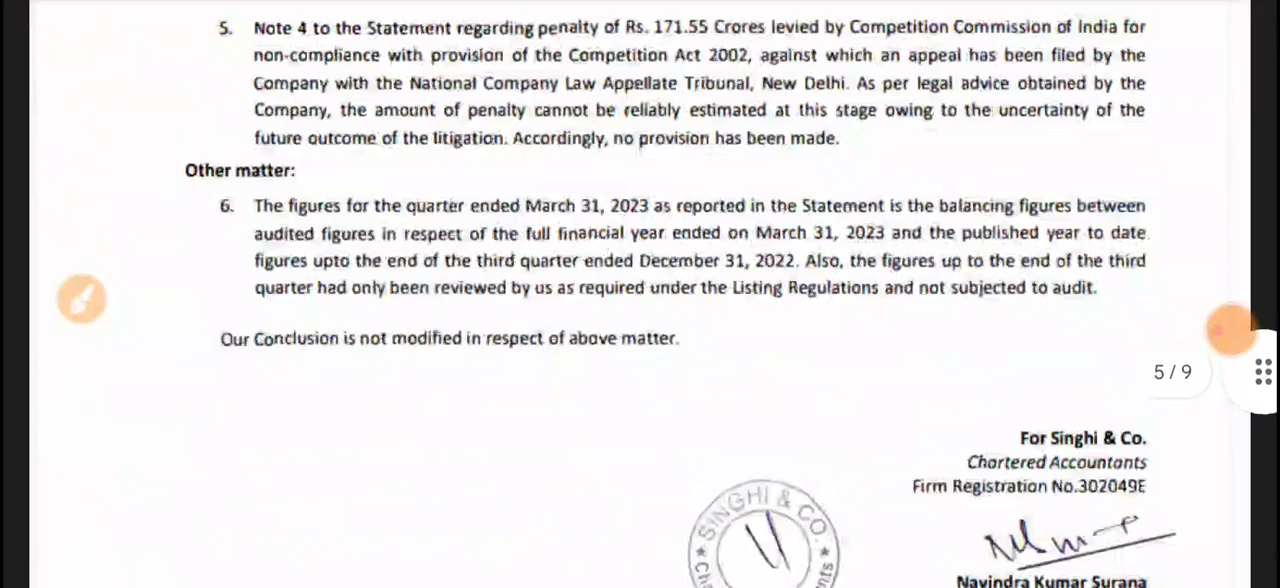 5. Note 4 to the Statement regarding penalty of Rs. 171.55 Crores levied by Competition Commission of India for
non-compliance with provision of the Competition Act 2002, against which an appeal has been filed by the
Company with the National Company Law Appellate Tribunal, New Delhi. As per legal advice obtained by the
Company, the amount of penalty cannot be reliably estimated at this stage owing to the uncertainty of the
future outcome of the litigation. Accordingly, no provision has been made.
Other matter:
6. The figures for the quarter ended March 31, 2023 as reported in the Statement is the balancing figures between
audited figures in respect of the full financial year ended on March 31, 2023 and the published year to date
figures upto the end of the third quarter ended December 31, 2022. Also, the figures up to the end of the third
quarter had only been reviewed by us as required under the Listing Regulations and not subjected to audit.
Our Conclusion is not modified in respect of above matter.
5 / 9
For Singhi & Co.
Chartered Accountants
Firm Registration No.302049E
SINGHI & CO.
Navindra Kumar Surana